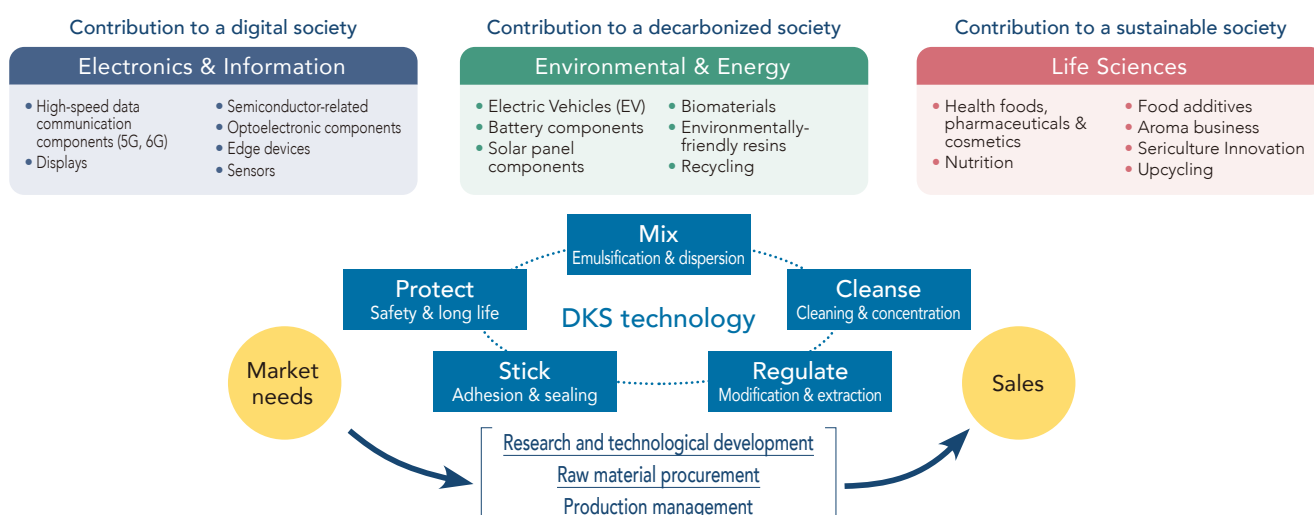 Contribution to a digital society
Electronics & Information
• High-speed data
communication
components (5G, 6G)
• Displays
• Semiconductor-related
• Optoelectronic components
• Edge devices
• Sensors
Contribution to a decarbonized society
Environmental & Energy
• Electric Vehicles (EV)
• Battery components
• Solar panel
components
• Biomaterials
• Environmentally-
friendly resins
• Recycling
Contribution to a sustainable society
Life Sciences
• Health foods,
pharmaceuticals &
cosmetics
• Nutrition
• Food additives
• Aroma business
• Sericulture Innovation
• Upcycling
Mix
Emulsification & dispersion
Protect
Safety & long life
Cleanse
Cleaning & concentration
DKS technology
Stick
Adhesion & sealing
Regulate
Modification & extraction
Market
needs
Sales
Research and technological development
Raw material procurement
Production management